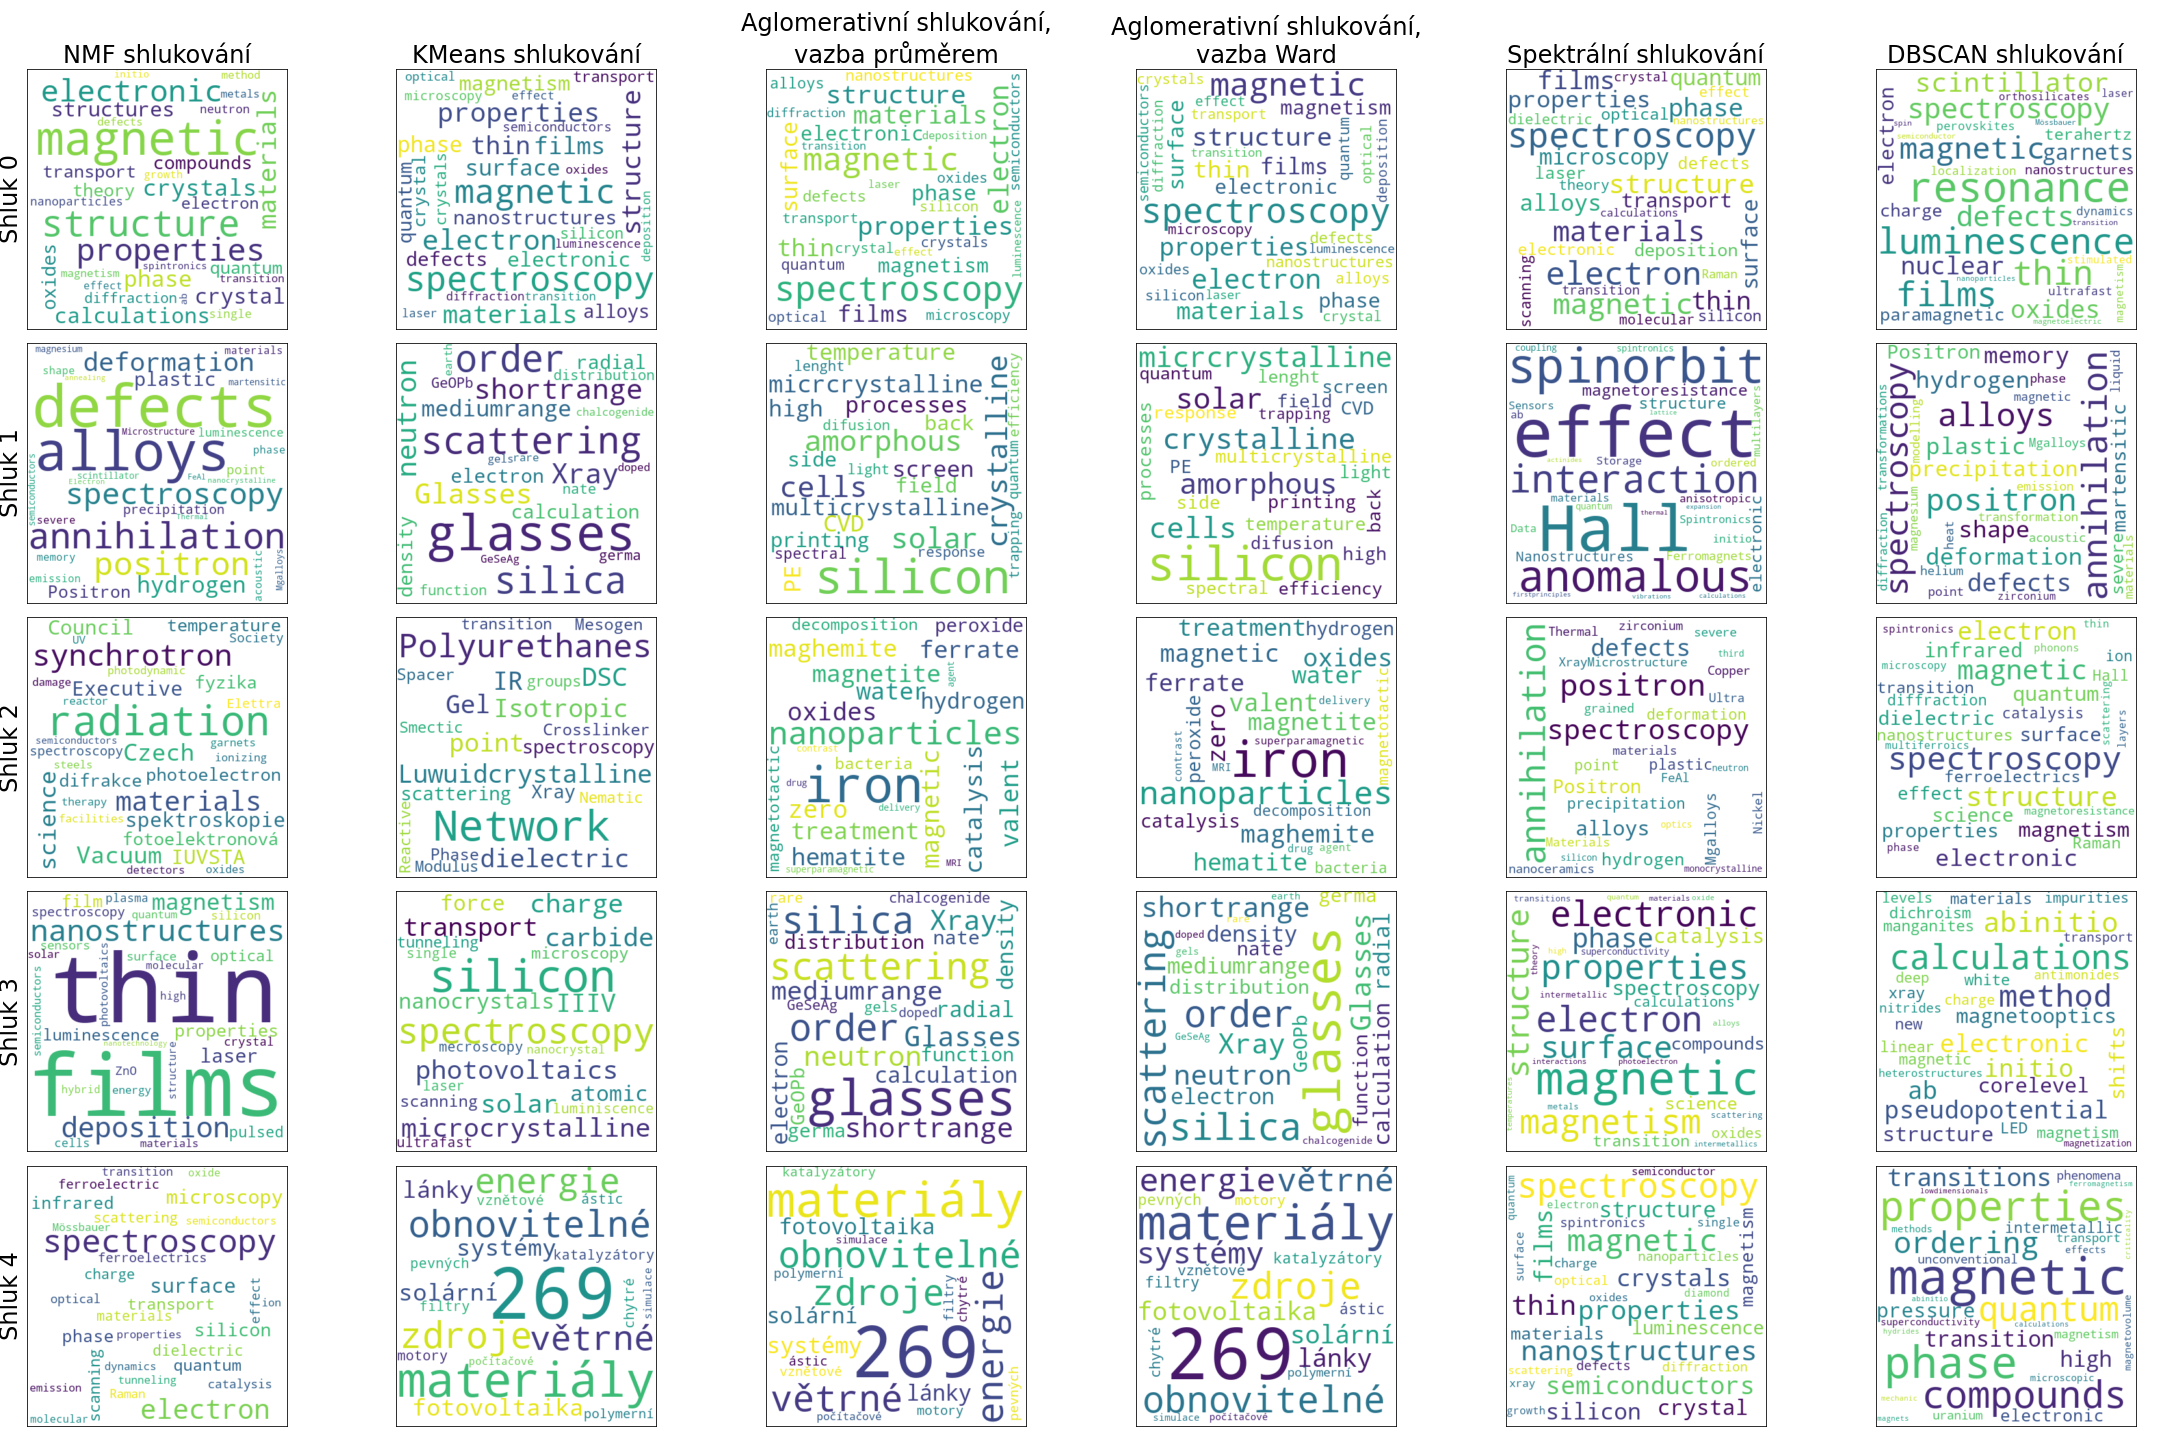 NMF shlukování
KMeans shlukování
Aglomerativní shlukování,
vazba průměrem
Aglomerativní shlukování,
vazba Ward
Spektrální shlukování
DBSCAN shlukování
Shluk 0
initio method
electronic metals
structures neutron
defects
magnetic
materials
compounds
transport growth
theory crystals
nanoparticles electron
structure
properties
oxides
spintronics quantum
magnetism phase transition
effect
diffraction ab crystal
calculations single
optical magnetism transport
microscopy effect
properties
semiconductors
phase thin films
structure
surface oxides
quantum crystal crystals
magnetic
nanostructures
silicon
electron luminescence
defects electronic
deposition
spectroscopy
diffraction transition
laser materials alloys
alloys nanostructures
structure
diffraction materials
electronic deposition
transition
surface magnetic electron semiconductors
laser oxides
defects phase
silicon
transport properties
thin crystal effect crystals
quantum magnetism luminescence
spectroscopy
optical films microscopy
crystals magnetic
effect magnetism
transport
semiconductors diffraction surface structure quantum optical deposition
transition
thin films
electronic
spectroscopy
microscopy
properties defects
luminescence
nanostructures
oxides electron alloys
silicon laser phase
materials crystal
films crystal quantum
effect
properties phase
dielectric optical nanostructures
spectroscopy
microscopy defects
laser
theory structure
alloys transport
calculations
materials
electronic deposition
surface
electron Raman
scanning transition
magnetic thin
molecular silicon
scintillator
orthosilicates laser
electron spectroscopy
spin perovskites Mössbauer
semiconductor terahertz
magnetic garnets
localization nanostructures
resonance
charge defects dynamics
transition
luminescence
stimulated
nuclear thin
nanoparticles
films ultrafast magnetism
paramagnetic oxides
magnetoelectric
Shluk 1
magnesium materials
deformation
shape plastic
annealing martensitic
defects
Microstructure luminescence
alloys phase
point
semiconductors scintillator FeAl nanocrystalline
Electron
spectroscopy
precipitation
severe Thermal
annihilation
memory positron acoustic Mgalloys
emission hydrogen
Positron
earth order radial
distribution
GeOPb shortrange
neutron mediumrange chalcogenide
scattering
gels rare
electron Xray doped
Glasses nate
calculation
density glasses
GeSeAg germa
silica
function
temperature
lenght
micrcrystalline
high processes
difusion back
amorphous
side light screen
cells field
multicrystalline
CVD
printing solar
spectral response
PE silicon
crystalline trapping quantum efficiency
micrcrystalline
quantum lenght
solar screen
field CVD
response trapping
crystalline
multicrystalline
processes PE light
amorphous
side printing back
cells temperature
difusion high
silicon
spectral efficiency
coupling spintronics
spinorbit
magnetoresistance
Sensors structure
ab lattice
effect multilayers
actinides Storage ordered
interaction
materials anisotropic
quantum expansion
Data Hall thermal Spintronics
initio
Nanostructures Ferromagnets
anomalous electronic
firstprinciples vibrations calculations
Positron memory liquid
hydrogen phase
magnetic
alloys
transformations spectroscopy modelling annihilation
plastic Mgalloys
precipitation
emission
positron
transformation
magnesium shape acoustic
heat
diffraction deformation severe martensitic
helium defects
point zirconium materials
Shluk 2
Council temperature
UV Society
synchrotron
photodynamic
damage Executive fyzika
reactor Elettra
radiation
semiconductors garnets
spectroscopy Czech ionizing
steels
science difrakce photoelectron
therapy materials
facilities spektroskopie
fotoelektronová
Vacuum IUVSTA
detectors oxides
transition Mesogen
Polyurethanes
Spacer IR groups DSC
Gel Isotropic
Smectic Crosslinker
point spectroscopy
Luwuidcrystalline
scattering Xray Nematic
Reactive Network
Phase dielectric
Modulus
decomposition peroxide
maghemite ferrate
magnetite agent
water hydrogen
oxides
nanoparticles
contrast
bacteria
drug iron
zero delivery
treatment magnetic catalysis valent
magnetotactic hematite
MRI
superparamagnetic
treatment hydrogen
magnetic oxides
ferrate water
valent delivery
peroxide zero magnetite
superparamagnetic
contrast MRI iron magnetotactic
nanoparticles
decomposition
catalysis maghemite
drug agent
hematite bacteria
Thermal zirconium severe
defects third
XrayMicrostructure
Copper
positron
Ultra
grained deformation
annihilation spectroscopy
materials
point plastic neutron
FeAl
Positron
precipitation Nickel
alloys optics
Materials Mgalloys
silicon hydrogen
nanoceramics monocrystalline
spintronics electron thin
infrared phonons
microscopy magnetic ion
Hall
transition quantum
diffraction
dielectric catalysis scattering
nanostructures surface layers
multiferroics
spectroscopy
ferroelectrics
effect structure
science magnetoresistance
properties magnetism
phase Raman
electronic
Shluk 3
film plasma magnetism
spectroscopy quantum silicon
nanostructures
sensors
solar surface optical
molecular
thin
semiconductors photovoltaics high
luminescence properties
nanotechnology crystal
laser
films ZnO structure
hybrid energy
deposition pulsed
cells materials
force charge
transport carbide
tunneling
single microscopy
silicon
nanocrystals IIIV
spectroscopy
mecroscopy nanocrystal
photovoltaics
laser atomic
scanning solar luminiscence
microcrystalline
ultrafast
rare chalcogenide
earth silica Xray
distribution nate density
scattering
mediumrange
GeSeAg gels doped radial
order Glasses
neutron function
electron GeOPb calculation
glasses
germa shortrange
earth germa
shortrange rare
doped density
gels nate
mediumrange
distribution
scattering order glasses Glasses radial
GeSeAg Xray GeOPb
neutron
electron function calculation
silica
chalcogenide
transitions quantum materials oxide
electronic
phase catalysis
structure theory high superconductivity
properties
intermetallic spectroscopy
calculations
electron alloys
surface compounds
interactions photoelectron
magnetic
temperatures metals science
magnetism scattering
transition oxides
intermetallics
levels materials impurities
dichroism abinitio
manganites transport
calculations
deep white antimonides
xray charge method
nitrides magnetooptics
new
linear electronic
magnetic initio shifts
heterostructures
ab corelevel
pseudopotential
structure LED magnetism
magnetization
Shluk 4
transition oxide
ferroelectric
infrared microscopy
scattering semiconductors
Mössbauer
spectroscopy
ferroelectrics
charge surface
optical effect ion
transport
materials
phase properties silicon
dielectric
scanning dynamics quantum
tunneling
emission Raman catalysis
molecular electron
lánky energie
vznětové ástic
obnovitelné
systémy katalyzátory
pevných
solární 269 chytré simulace
filtry
zdroje větrné
motory počítačové
materiály
fotovoltaika polymerní
katalyzátory
materiály
fotovoltaika
simulace
obnovitelné
polymerní
zdroje filtry chytré
solární
systémy 269 energie
ástic
vznětové
větrné lánky pevných
počítačové motory
energie větrné
pevných motory
materiály
systémy katalyzátory
vznětové
filtry zdroje
fotovoltaika ástic
chytré 269 solární
lánky
polymerní
obnovitelné
simulace počítačové
semiconductor
quantum spectroscopy
electron structure
spintronics single
films magnetic magnetism
surface nanoparticles
charge
optical crystals
oxides diamond
thin properties
materials luminescence
nanostructures
scattering defects diffraction
xray semiconductors
growth silicon crystal
transitions phenomena
lowdimensionals ferromagnetism
properties
methods intermetallic criticality
ordering transport
unconventional effects
magnetic
abinitio
pressure quantum
superconductivity calculations
hydrides transition magnetism magnetovolume
phase high
microscopic
mechanic compounds
magnets uranium electronic